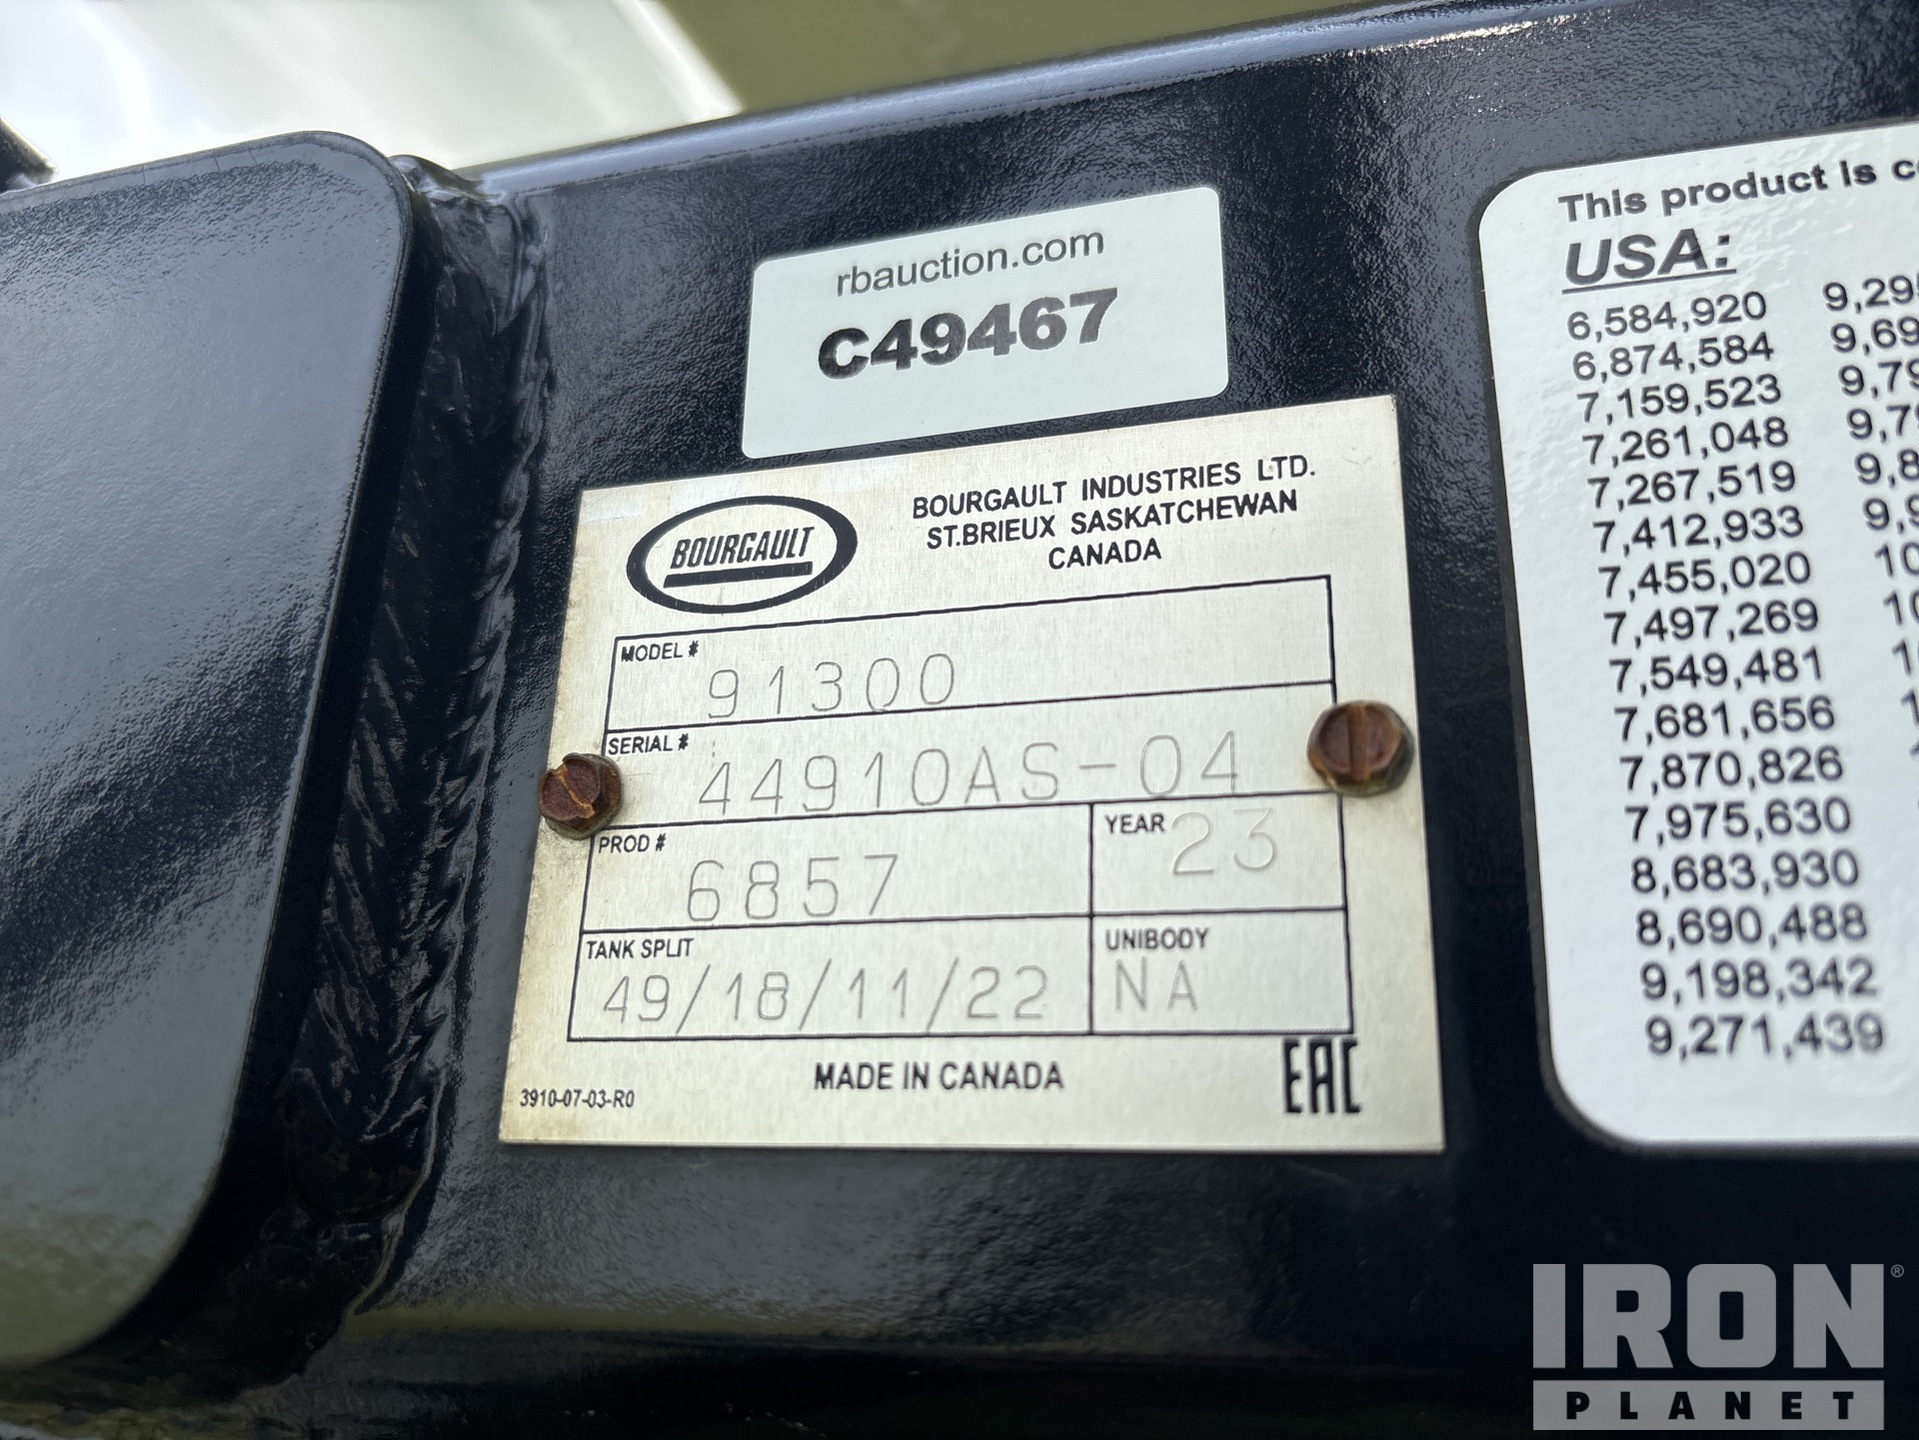 rbauction.com
C49467
BOURGAULT
BOURGAULT INDUSTRIES LTD.
ST.BRIEUX SASKATCHEWAN
CANADA
MODEL #
91300
SERIAL #
44910AS-04
PROD #
6857
YEAR
23
TANK SPLIT
49/18/11/22
UNIBODY
NA
MADE IN CANADA
3910-07-03-R0
EAC
This product is
USA:
6,584,920
6,874,584
7,159,523
7,261,048
7,267,519
7,412,933
7,455,020
7,497,269
7,549,481
7,681,656
7,870,826
7,975,630
8,683,930
8,690,488
9,198,342
9,271,439
IRON®
PLANET